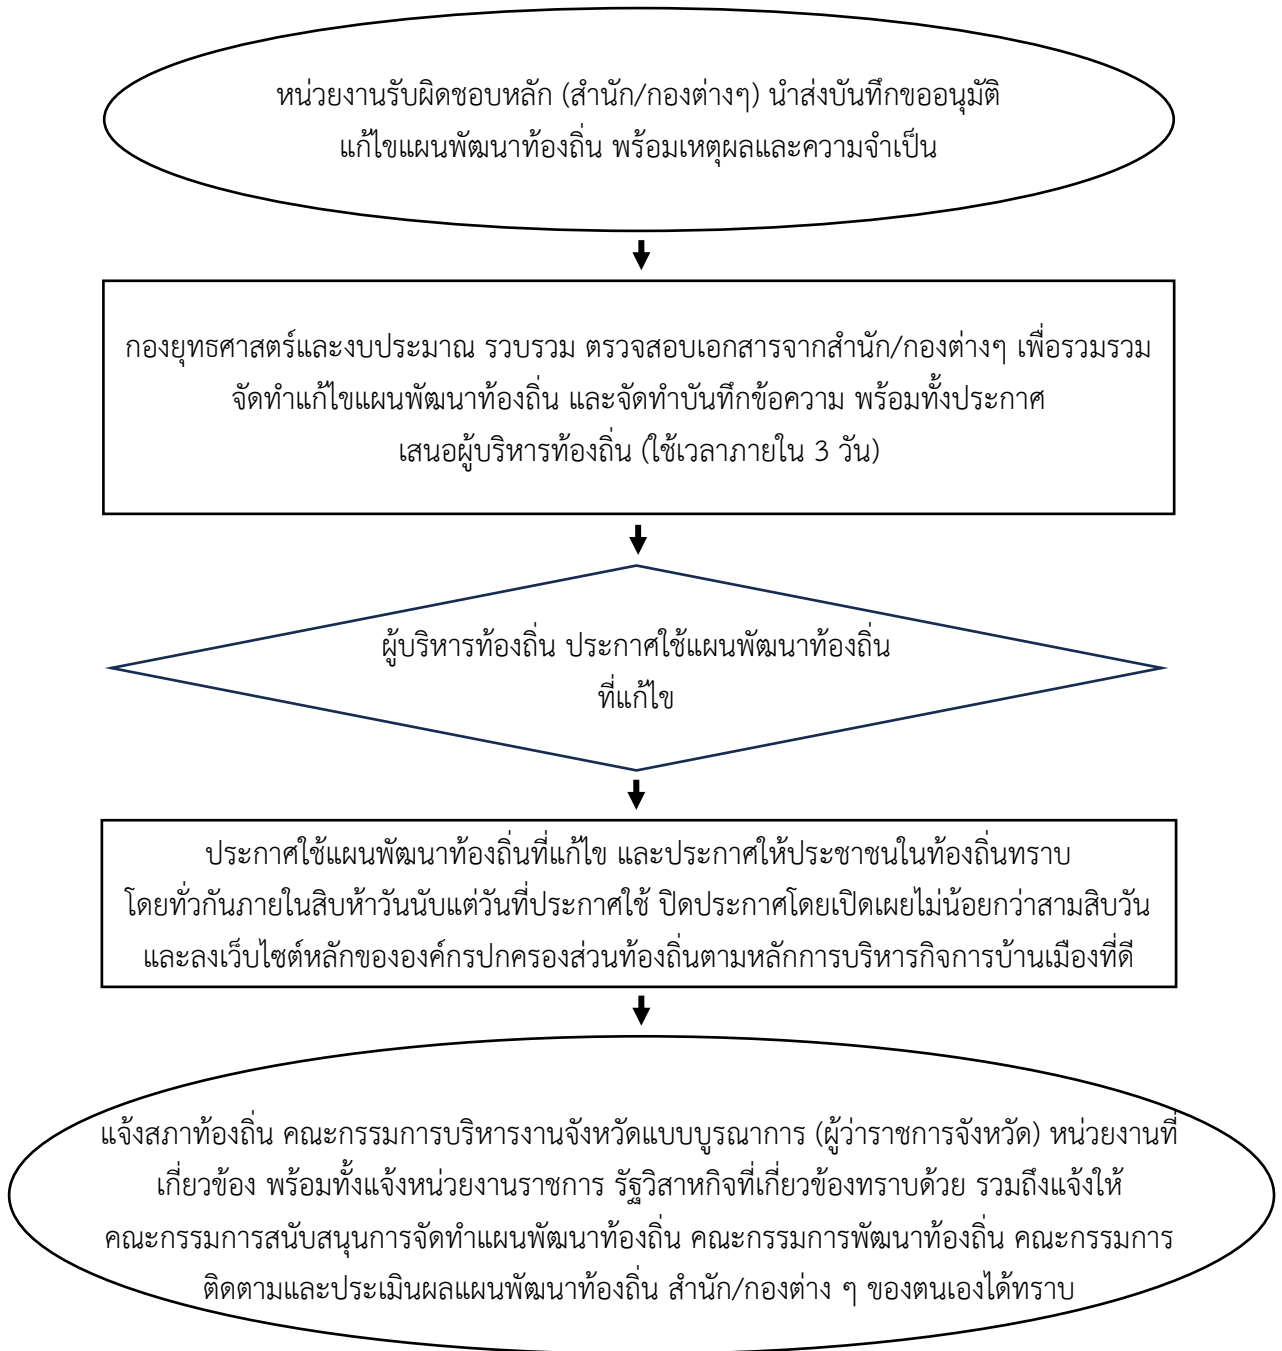 หน่วยงานรับผิดชอบหลัก (สำนัก/กองต่างๆ) นำส่งบันทึกขออนุมัติ
แก้ไขแผนพัฒนาท้องถิ่น พร้อมเหตุผลและความจำเป็น
กองยุทธศาสตร์และงบประมาณ รวบรวม ตรวจสอบเอกสารจากสำนัก/กองต่างๆ เพื่อรวมรวม
จัดทำแก้ไขแผนพัฒนาท้องถิ่น และจัดทำบันทึกข้อความ พร้อมทั้งประกาศ
เสนอผู้บริหารท้องถิ่น (ใช้เวลาภายใน 3 วัน)
ผู้บริหารท้องถิ่น ประกาศใช้แผนพัฒนาท้องถิ่น
ที่แก้ไข
ประกาศใช้แผนพัฒนาท้องถิ่นที่แก้ไข และประกาศให้ประชาชนในท้องถิ่นทราบ
โดยทั่วกันภายในสิบห้าวันนับแต่วันที่ประกาศใช้ ปิดประกาศโดยเปิดเผยไม่น้อยกว่าสามสิบวัน
และลงเว็บไซต์หลักขององค์กรปกครองส่วนท้องถิ่นตามหลักการบริหารกิจการบ้านเมืองที่ดี
แจ้งสภาท้องถิ่น คณะกรรมการบริหารงานจังหวัดแบบบูรณาการ (ผู้ว่าราชการจังหวัด) หน่วยงานที่
เกี่ยวข้อง พร้อมทั้งแจ้งหน่วยงานราชการ รัฐวิสาหกิจที่เกี่ยวข้องทราบด้วย รวมถึงแจ้งให้
คณะกรรมการสนับสนุนการจัดทำแผนพัฒนาท้องถิ่น คณะกรรมการพัฒนาท้องถิ่น คณะกรรมการ
ติดตามและประเมินผลแผนพัฒนาท้องถิ่น สำนัก/กองต่าง ๆ ของตนเองได้ทราบ